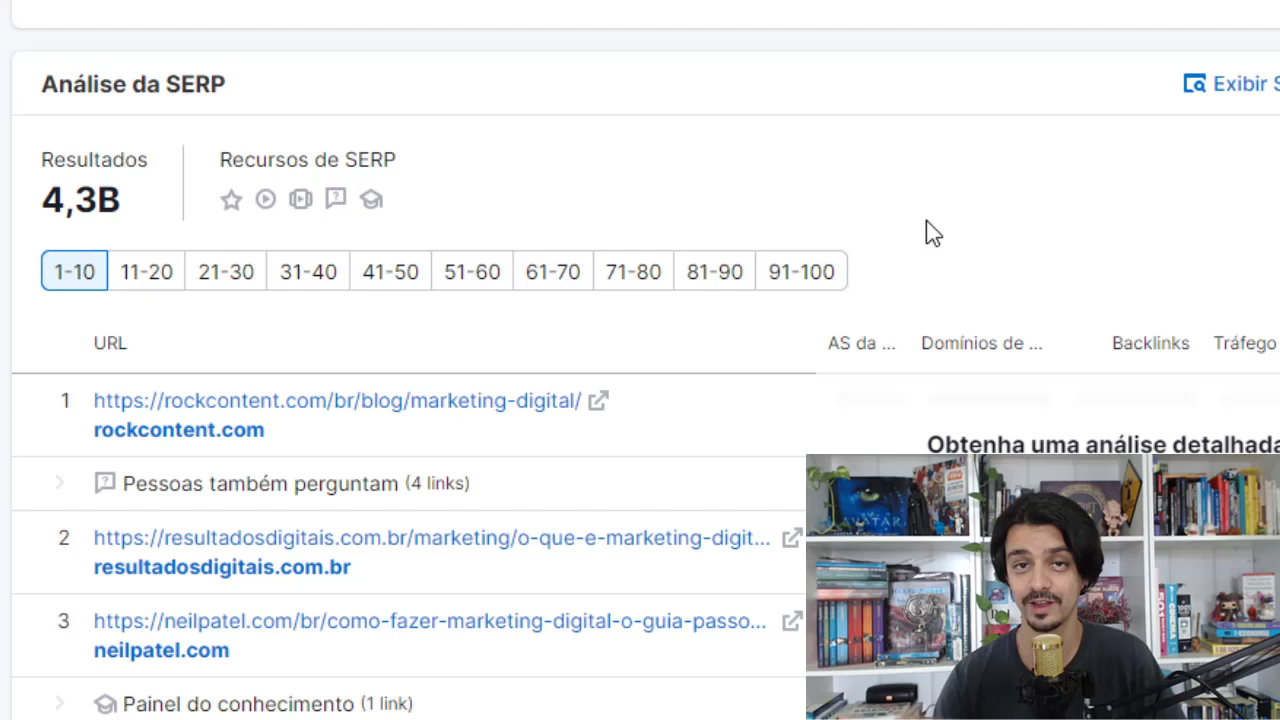 Análise da SERP
Exibir S
Resultados
4,3B
Recursos de SERP
1-10 11-20 21-30 31-40 41-50 51-60 61-70 71-80 81-90 91-100
URL AS da ... Domínios de ... Backlinks Tráfego
1 https://rockcontent.com/br/blog/marketing-digital/
rockcontent.com
Obtenha uma análise detalhada
Pessoas também perguntam (4 links)
2 https://resultadosdigitais.com.br/marketing/o-que-e-marketing-digit...
resultadosdigitais.com.br
3 https://neilpatel.com/br/como-fazer-marketing-digital-o-guia-passo...
neilpatel.com
Painel do conhecimento (1 link)
AVATAR